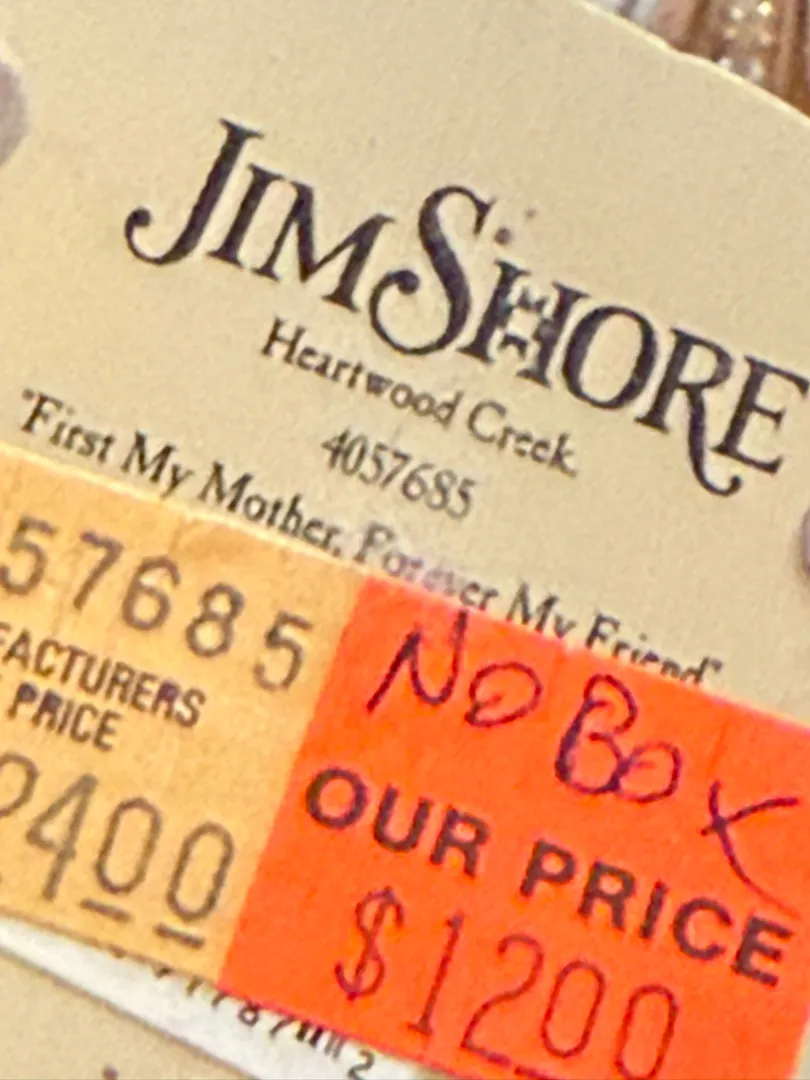 JIM SHORE
Heartwood Creek
4057685
"First My Mother, Forever My Friend"
57685
FACTURERS
PRICE
2400
NO BOX
OUR PRICE
$1200